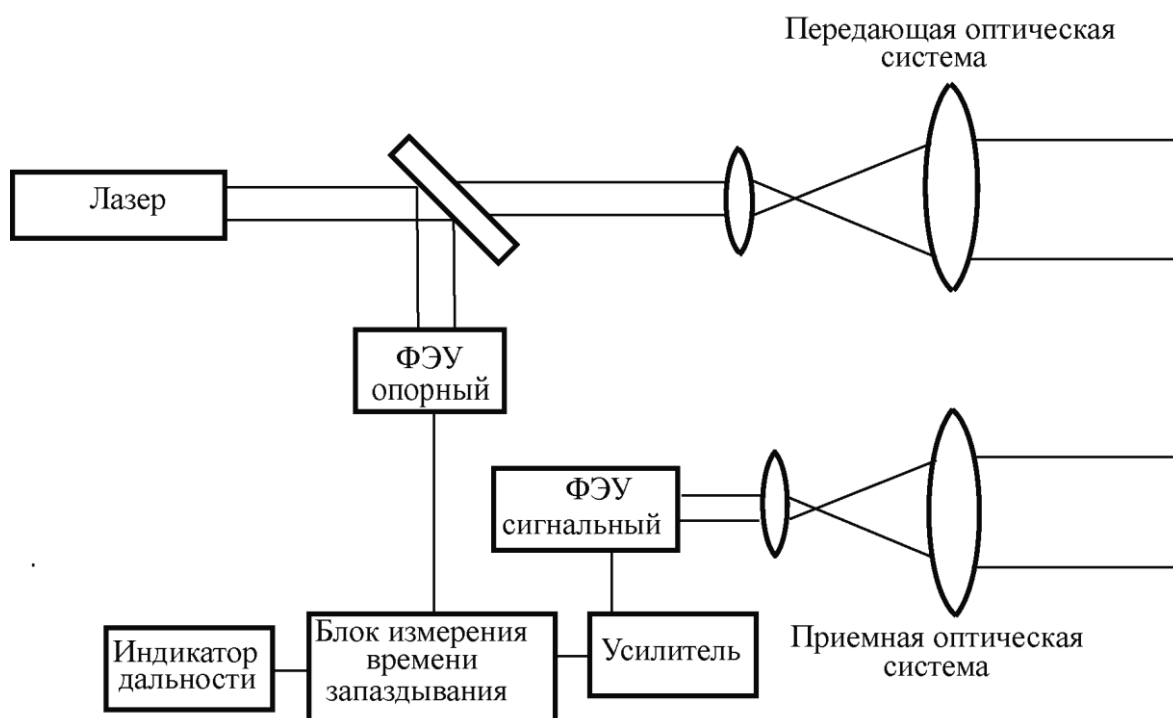 Передающая оптическая
система
Лазер
ФЭУ
опорный
ФЭУ
сигнальный
Индикатор
дальности
Блок измерения
времени
запаздывания
Усилитель
Приемная оптическая
система